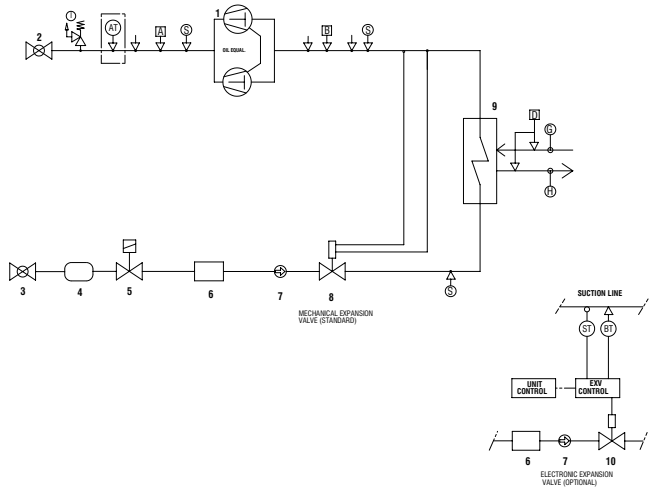 1
T
2
AT
A
S
OIL EQUAL.
B
S
9
D
G
H
3
4
5
6
7
8
S
MECHANICAL EXPANSION
VALVE (STANDARD)
SUCTION LINE
ST
BT
UNIT
CONTROL
EXV
CONTROL
6
7
10
ELECTRONIC EXPANSION
VALVE (OPTIONAL)